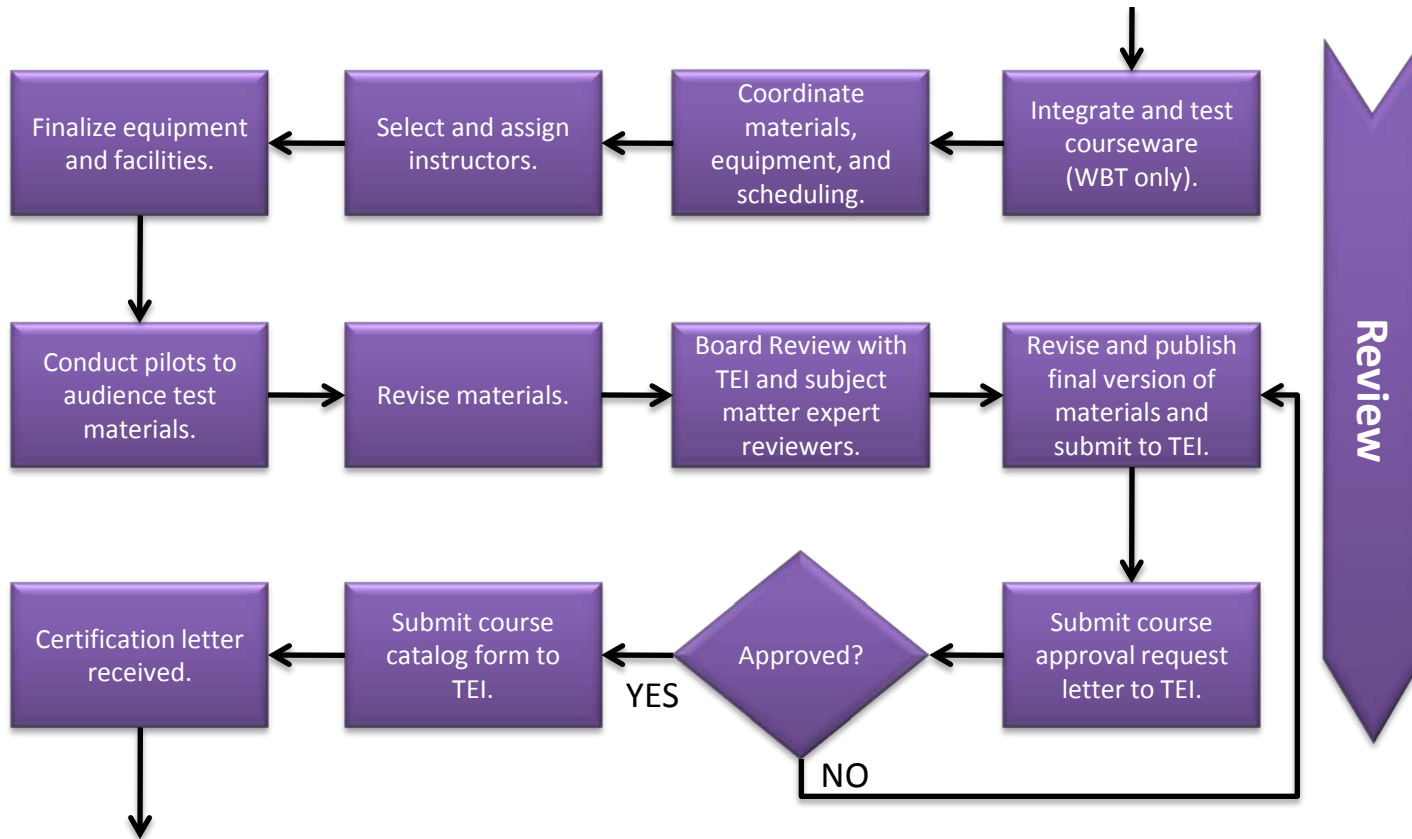 Finalize equipment
and facilities.
Select and assign
instructors.
Coordinate
materials,
equipment, and
scheduling.
Integrate and test
courseware
(WBT only).
Conduct pilots to
audience test
materials.
Revise materials.
Board Review with
TEI and subject
matter expert
reviewers.
Revise and publish
final version of
materials and
submit to TEI.
Certification letter
received.
Submit course
catalog form to
TEI.
YES
Approved?
NO
Submit course
approval request
letter to TEI.
Review